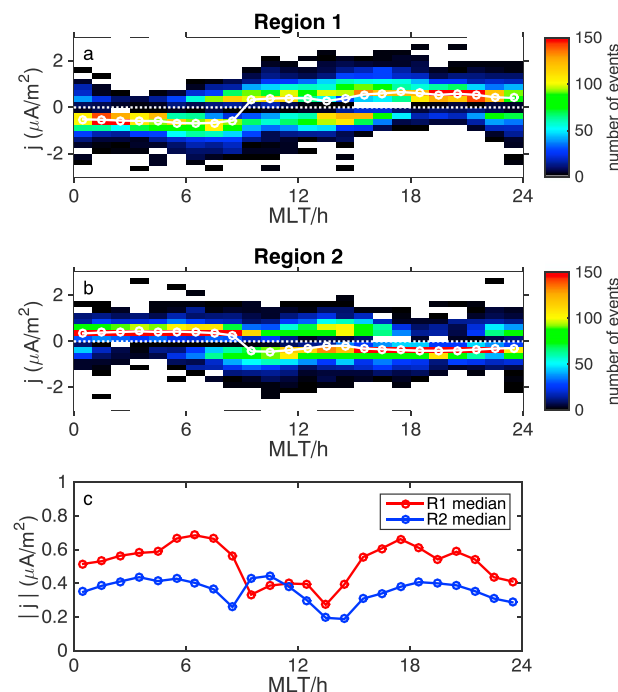 Region 1
a
2
0
-2
j (μA/m²)
0 6 12 18 24
MLT/h
150
100
50
0
number of events
Region 2
b
2
0
-2
j (μA/m²)
0 6 12 18 24
MLT/h
150
100
50
0
number of events
c
R1 median
R2 median
1
0.8
0.6
0.4
0.2
0
| j | (μA/m²)
0 6 12 18 24
MLT/h